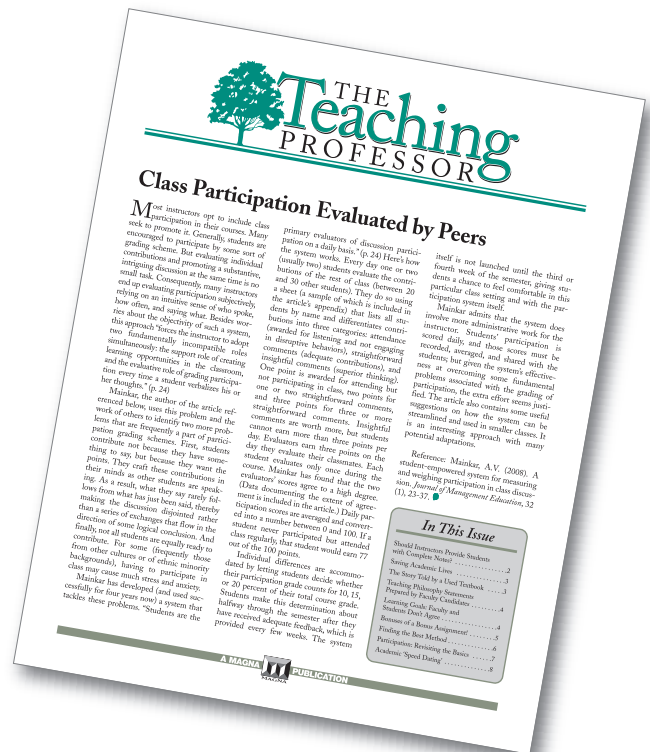 THE
Teaching
PROFESSOR
Class Participation Evaluated by Peers
Most instructors opt to include class
participation in their courses. Many
seek to promote it. Generally, students are
encouraged to participate by some sort of
grading scheme. But evaluating individual
contributions and promoting a substantive,
intriguing discussion at the same time is no
small task. Consequently, many instructors
end up evaluating participation subjectively,
relying on an intuitive sense of who spoke,
how often, and saying what. Besides wor-
ries about the objectivity of such a system,
this approach "forces the instructor to adopt
two fundamentally incompatible roles
simultaneously: the support role of creating
learning opportunities in the classroom,
and the evaluative role of grading participa-
tion every time a student verbalizes his or
her thoughts." (p. 24)
Mainkar, the author of the article ref-
erenced below, uses this problem and the
work of others to identify two more prob-
lems that are frequently a part of partici-
pation grading schemes. First, students
contribute not because they have some-
thing to say, but because they want the
points. They craft these contributions in
their minds as other students are speak-
ing. As a result, what they say rarely fol-
lows from what has just been said, thereby
making the discussion disjointed rather
than a series of exchanges that flow in the
direction of some logical conclusion. And
finally, not all students are equally ready to
contribute. For some (frequently those
from other cultures or of ethnic minority
backgrounds), having to participate in
class may cause much stress and anxiety.
Mainkar has developed (and used suc-
cessfully for four years now) a system that
tackles these problems. "Students are the
primary evaluators of discussion partici-
pation on a daily basis." (p. 24) Here's how
the system works. Every day one or two
(usually two) students evaluate the contri-
butions of the rest of class (between 20
and 30 other students). They do so using
a sheet (a sample of which is included in
the article's appendix) that lists all stu-
dents by name and differentiates contri-
butions into three categories: attendance
(awarded for listening and not engaging
in disruptive behaviors), straightforward
comments (adequate contributions), and
insightful comments (superior thinking).
One point is awarded for attending but
not participating in class, two points for
one or two straightforward comments,
and three points for three or more
straightforward comments. Insightful
comments are worth more, but students
cannot earn more than three points per
day. Evaluators earn three points on the
day they evaluate their classmates. Each
student evaluates only once during the
course. Mainkar has found that the two
evaluators' scores agree to a high degree.
(Data documenting the extent of agree-
ment is included in the article.) Daily par-
ticipation scores are averaged and convert-
ed into a number between 0 and 100. If a
student never participated but attended
class regularly, that student would earn 77
out of the 100 points.
Individual differences are accommo-
dated by letting students decide whether
their participation grade counts for 10, 15,
or 20 percent of their total course grade.
Students make this determination about
halfway through the semester after they
have received adequate feedback, which is
provided every few weeks. The system
itself is not launched until the third or
fourth week of the semester, giving stu-
dents a chance to feel comfortable in this
particular class setting and with the par-
ticipation system itself.
Mainkar admits that the system does
involve more administrative work for the
instructor. Students' participation is
scored daily, and those scores must be
recorded, averaged, and shared with the
students; but given the system's effective-
ness at overcoming some fundamental
problems associated with the grading of
participation, the extra effort seems justi-
fied. The article also contains some useful
suggestions on how the system can be
streamlined and used in smaller classes. It
is an interesting approach with many
potential adaptations.
Reference: Mainkar, A.V. (2008). A
student-empowered system for measuring
and weighing participation in class discus-
sion. Journal of Management Education, 32
(1), 23-37.
In This Issue
Should Instructors Provide Students
with Complete Notes? . . . . . . . . . . . . . .2
Saving Academic Lives . . . . . . . . . . . . .3
The Story Told by a Used Textbook . . . .3
Teaching Philosophy Statements
Prepared by Faculty Candidates . . . . . . .4
Learning Goals: Faculty and
Students Don't Agree . . . . . . . . . . . . . .4
Bonuses of a Bonus Assignment! . . . . . .5
Finding the Best Method . . . . . . . . . . .6
Participation: Revisiting the Basics . . . . .7
Academic 'Speed Dating' . . . . . . . . . . .8
A MAGNA PUBLICATION
MAGNA